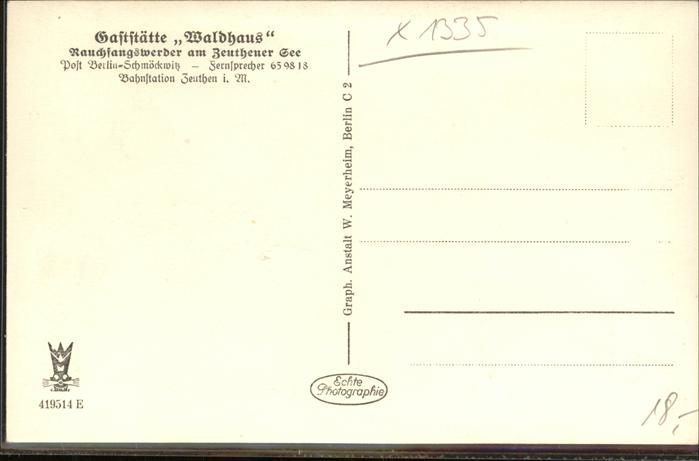 Gaststätte „Waldhaus“
Rauchfangswerder am Zeuthener See
Post Berlin-Schmöckwitz — Fernsprecher 65 98 18
Bahnstation Zeuthen i. M.
x 1335
Graph. Anstalt W. Meyerheim, Berlin C 2
Echte
Photographie
419514 E
18,-